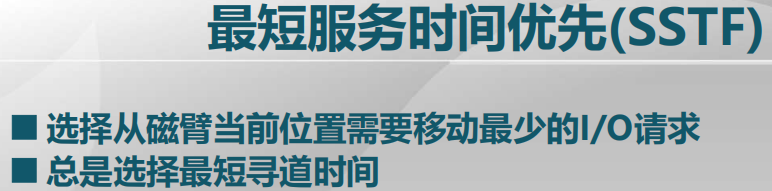 最短服务时间优先(SSTF)
■ 选择从磁臂当前位置需要移动最少的I/O请求
■ 总是选择最短寻道时间